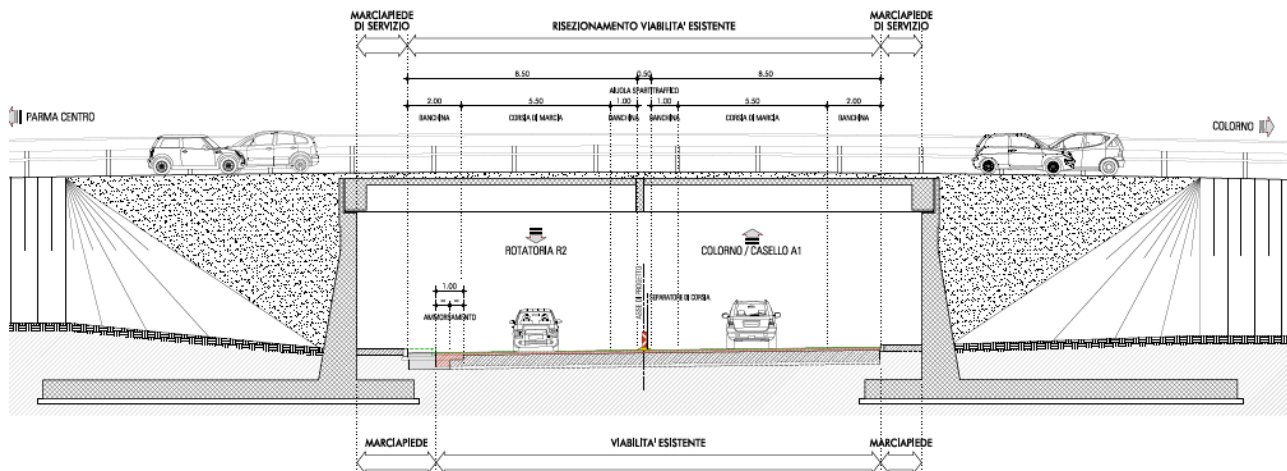 MARCIAPIEDE
DI SERVIZIO
RISEZIONAMENTO VIABILITA' ESISTENTE
MARCIAPIEDE
DI SERVIZIO
8.50
0.50
8.50
AIUOLA SPARTITRAFFICO
2.00
5.50
1.00
1.00
5.50
2.00
BANCHINA
CORSIA DI MARCIA
BANCHINA
BANCHINA
CORSIA DI MARCIA
BANCHINA
PARMA CENTRO
COLORNO
ROTATORIA R2
COLORNO / CASELLO A1
1.00
AMMORSAMENTO
ASSE DI PROGETTO
SEPARATORE DI CORSIA
MARCIAPIEDE
VIABILITA' ESISTENTE
MARCIAPIEDE